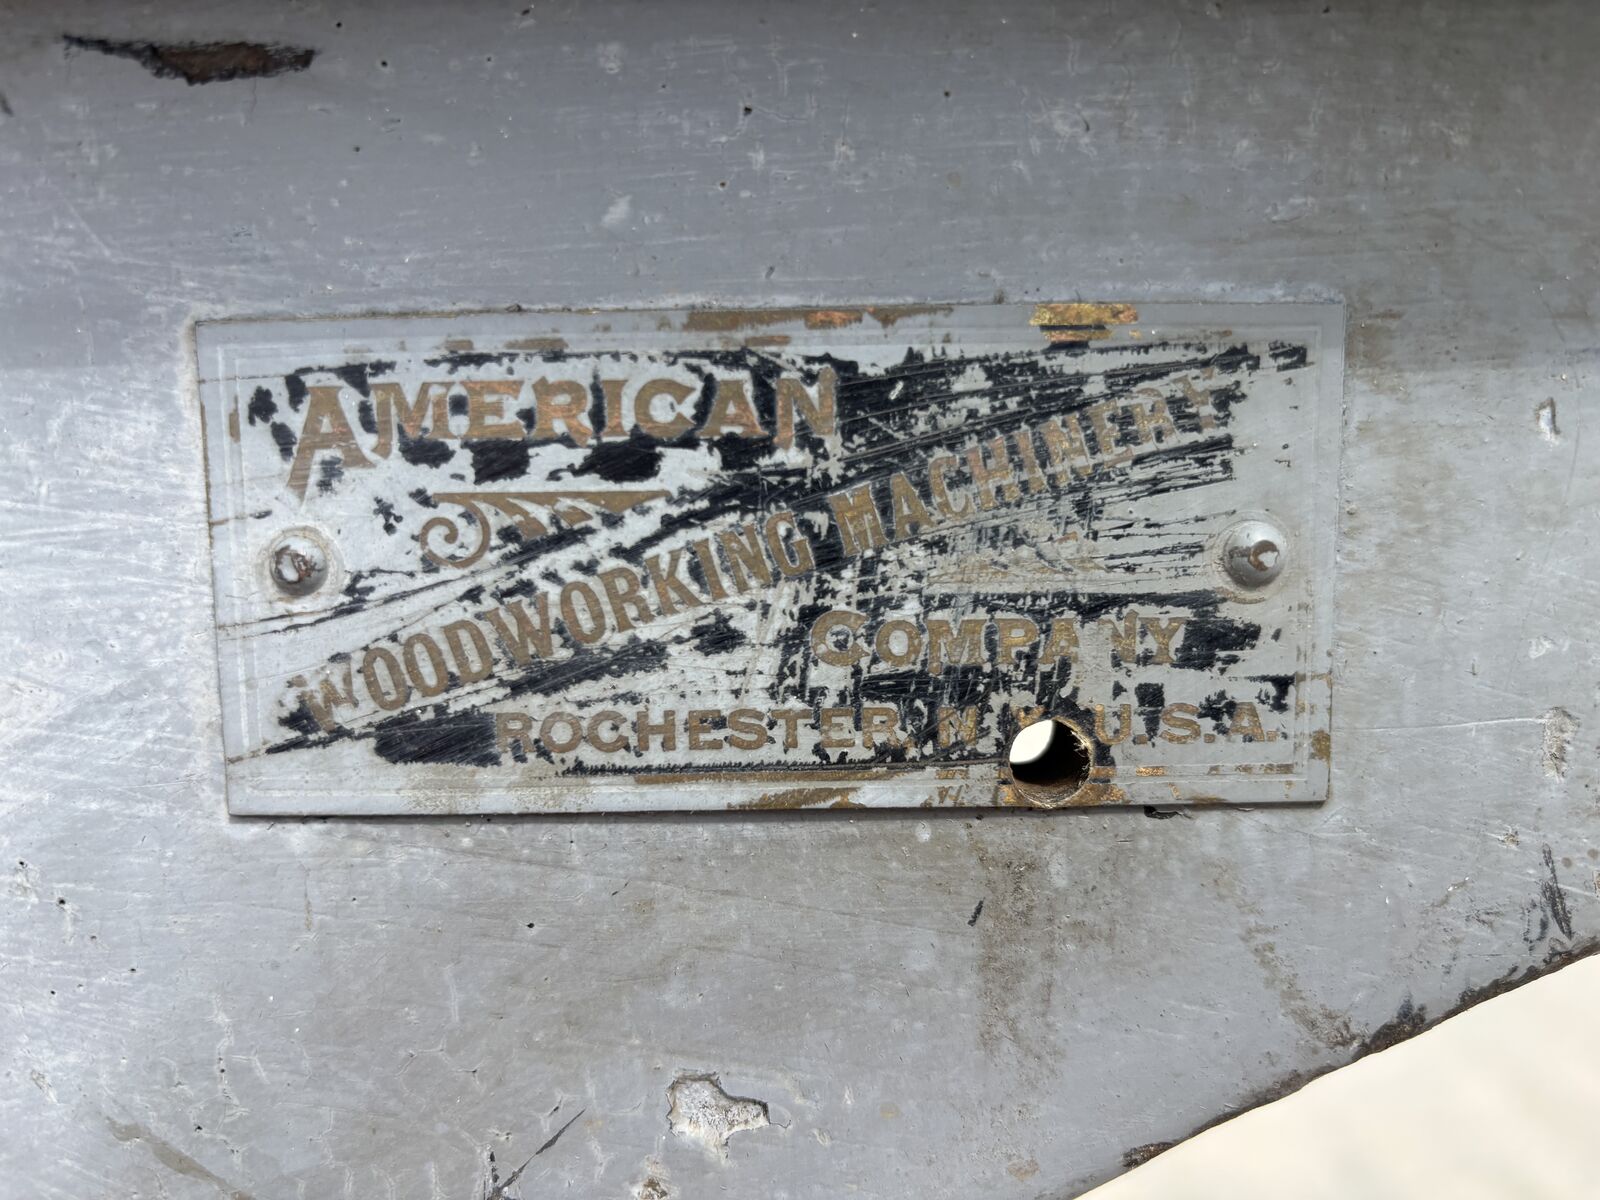 AMERICAN
WOODWORKING MACHINERY
COMPANY
ROCHESTER, N.Y. U.S.A.